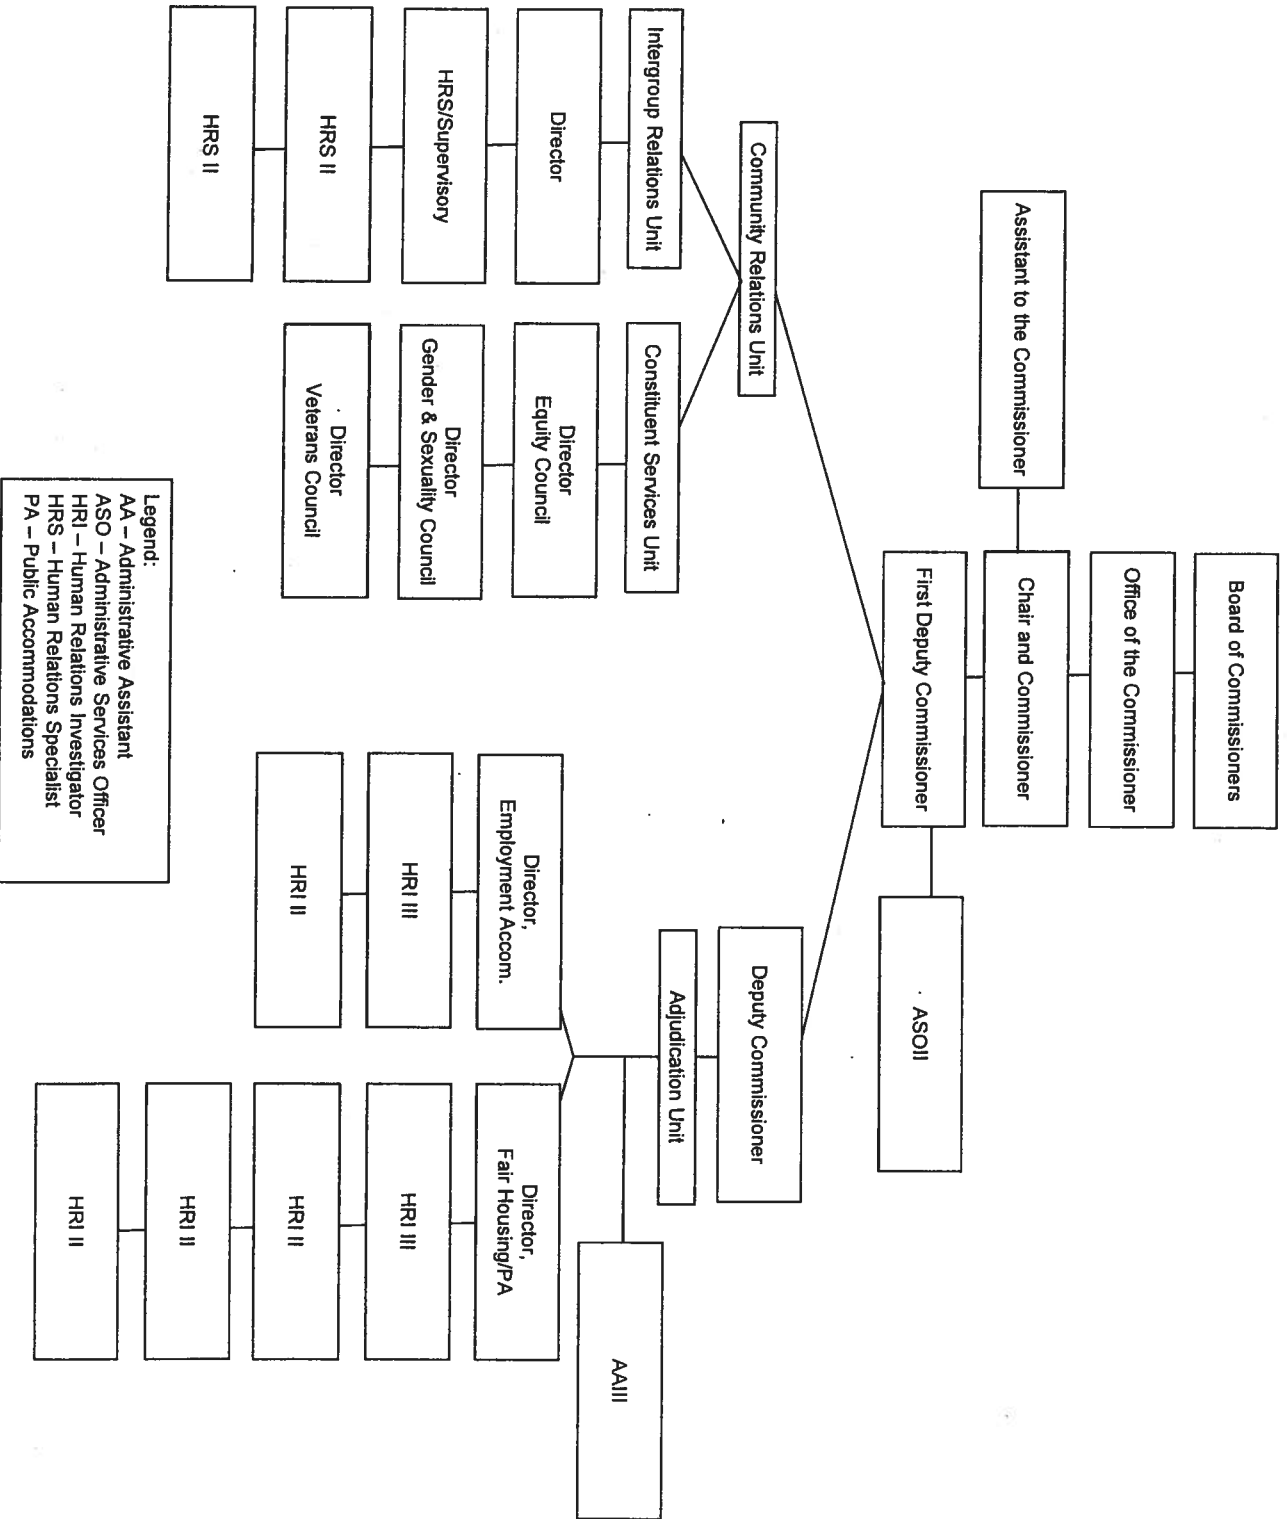 Board of Commissioners
Office of the Commissioner
Assistant to the Commissioner
Chair and Commissioner
First Deputy Commissioner
ASOII
Community Relations Unit
Deputy Commissioner
Adjudication Unit
Intergroup Relations Unit
Constituent Services Unit
AAIII
Director
Director
Equity Council
Director,
Employment Accom.
Director,
Fair Housing/PA
HRS/Supervisory
Director
Gender & Sexuality Council
HRI III
HRI III
HRS II
Director
Veterans Council
HRI II
HRI II
HRS II
HRI II
HRI II
Legend:
AA – Administrative Assistant
ASO – Administrative Services Officer
HRI – Human Relations Investigator
HRS – Human Relations Specialist
PA – Public Accommodations